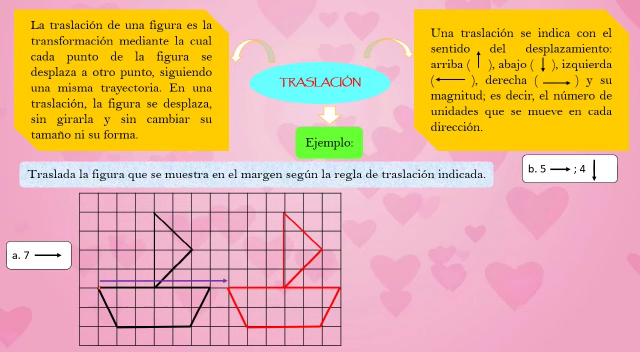 La traslación de una figura es la
transformación mediante la cual
cada punto de la figura se
desplaza a otro punto, siguiendo
una misma trayectoria. En una
traslación, la figura se desplaza,
sin girarla y sin cambiar su
tamaño ni su forma.
TRASLACIÓN
Una traslación se indica con el
sentido del desplazamiento:
arriba ( ↑ ), abajo ( ↓ ), izquierda
( ← ), derecha ( → ) y su
magnitud; es decir, el número de
unidades que se mueve en cada
dirección.
Ejemplo:
Traslada la figura que se muestra en el margen según la regla de traslación indicada.
b. 5 → ; 4 ↓
a. 7 →